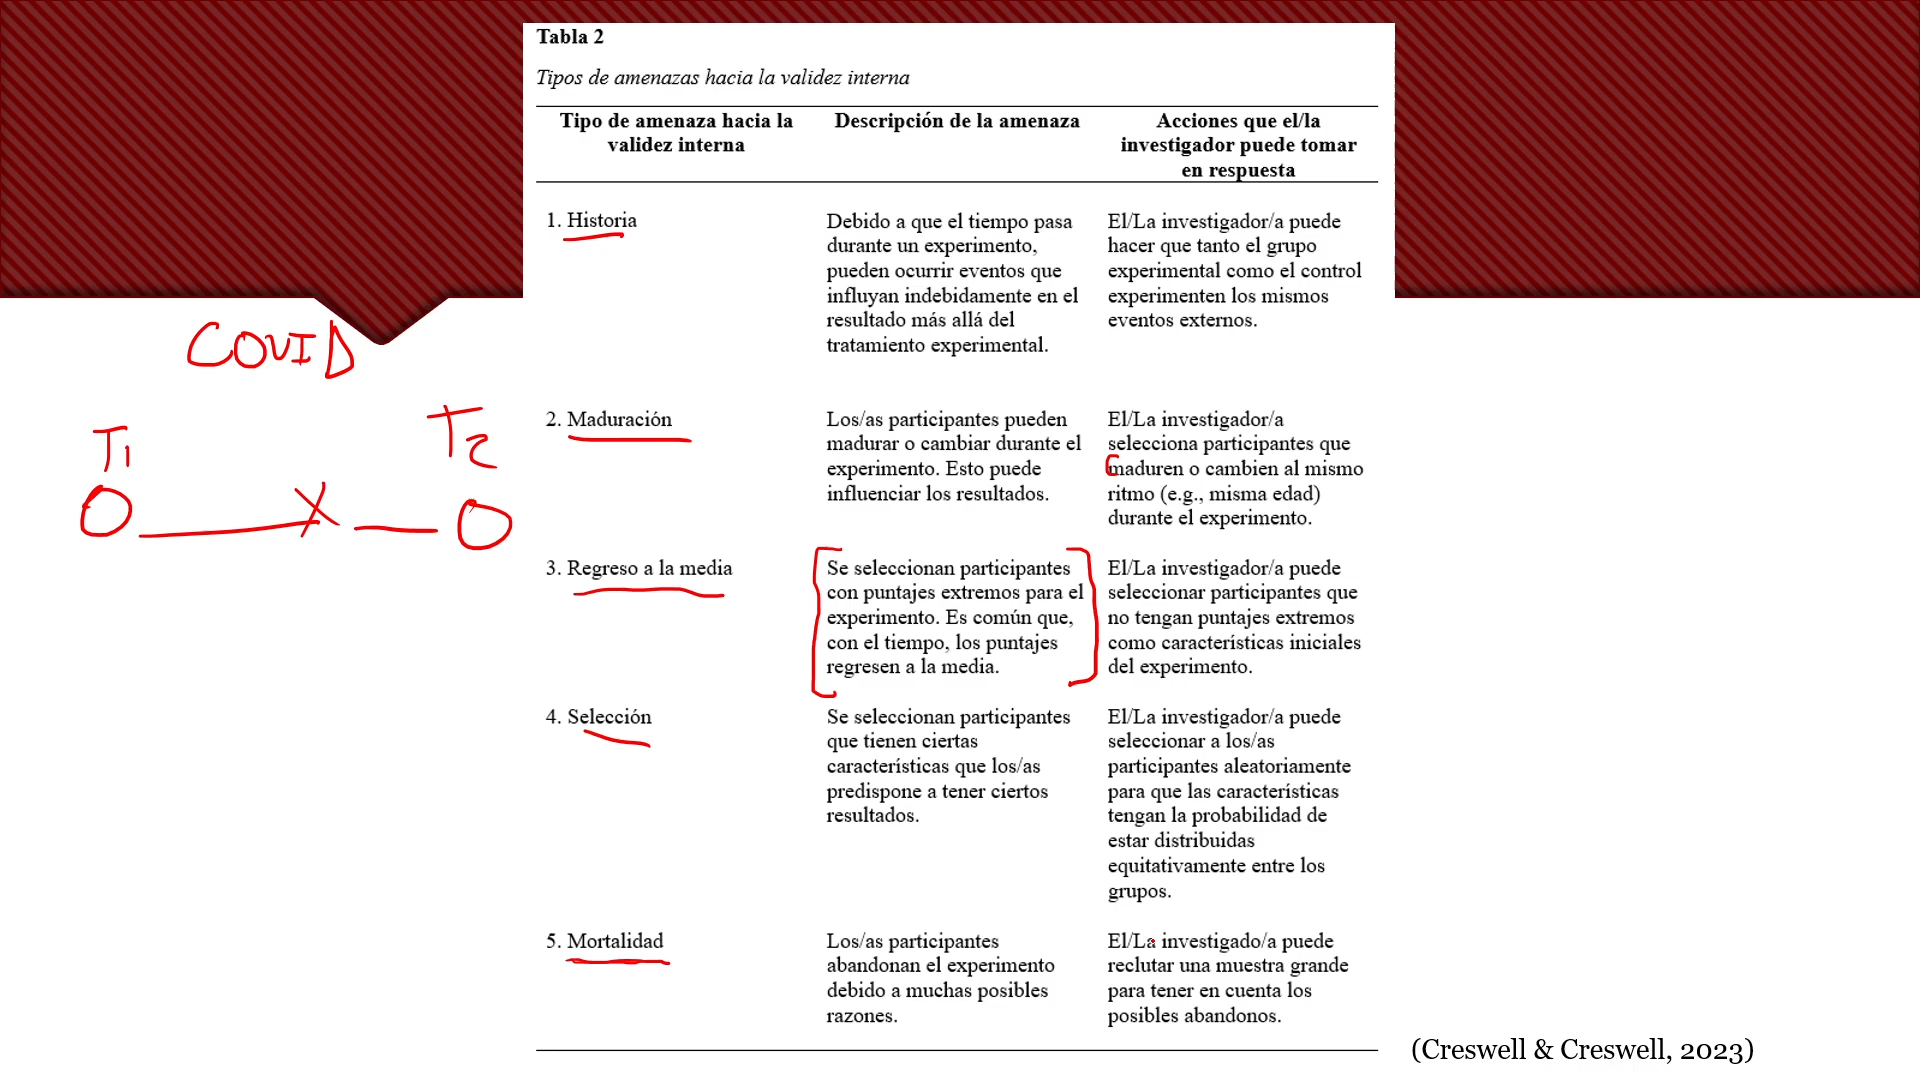 Tabla 2
Tipos de amenazas hacia la validez interna
Tipo de amenaza hacia la
validez interna
Descripción de la amenaza
Acciones que el/la
investigador puede tomar
en respuesta
1. Historia
Debido a que el tiempo pasa
durante un experimento,
pueden ocurrir eventos que
influyan indebidamente en el
resultado más allá del
tratamiento experimental.
El/La investigador/a puede
hacer que tanto el grupo
experimental como el control
experimenten los mismos
eventos externos.
COVID
T1
T2
O X O
2. Maduración
Los/as participantes pueden
madurar o cambiar durante el
experimento. Esto puede
influenciar los resultados.
El/La investigador/a
selecciona participantes que
maduren o cambien al mismo
ritmo (e.g., misma edad)
durante el experimento.
3. Regreso a la media
Se seleccionan participantes
con puntajes extremos para el
experimento. Es común que,
con el tiempo, los puntajes
regresen a la media.
El/La investigador/a puede
seleccionar participantes que
no tengan puntajes extremos
como características iniciales
del experimento.
4. Selección
Se seleccionan participantes
que tienen ciertas
características que los/as
predispone a tener ciertos
resultados.
El/La investigador/a puede
seleccionar a los/as
participantes aleatoriamente
para que las características
tengan la probabilidad de
estar distribuidas
equitativamente entre los
grupos.
5. Mortalidad
Los/as participantes
abandonan el experimento
debido a muchas posibles
razones.
El/La investigado/a puede
reclutar una muestra grande
para tener en cuenta los
posibles abandonos.
(Creswell & Creswell, 2023)